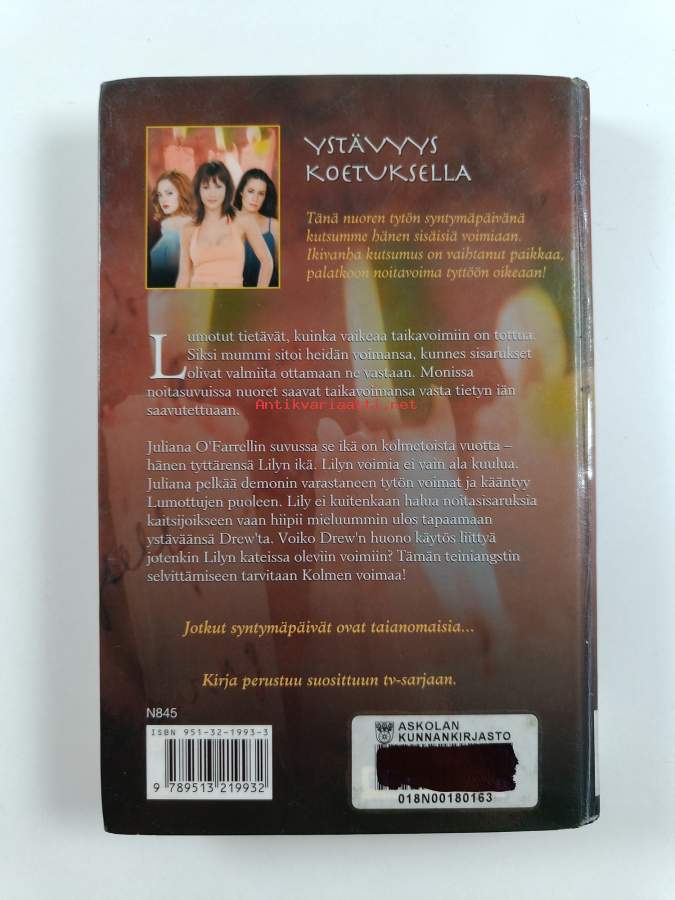 YSTÄVYYS
KOETUKSELLA
Tänä nuoren tytön syntymäpäivänä
kutsumme hänen sisäisiä voimiaan.
Ikivanha kutsumus on vaihtanut paikkaa,
palatkoon noitavoima tyttöön oikeaan!
Lumotut tietävät, kuinka vaikeaa taikavoimiin on tottua.
Siksi mummi sitoi heidän voimansa, kunnes sisarukset
olivat valmiita ottamaan ne vastaan. Monissa
noitasuvuissa nuoret saavat taikavoimansa vasta tietyn iän
saavutettuaan.
Antikvariaatti.net
Juliana O'Farrellin suvussa se ikä on kolmetoista vuotta –
hänen tyttärensä Lilyn ikä. Lilyn voimia ei vain ala kuulua.
Juliana pelkää demonin varastaneen tytön voimat ja kääntyy
Lumottujen puoleen. Lily ei kuitenkaan halua noitasisaruksia
kaitsijoikseen vaan hiipii mieluummin ulos tapaamaan
ystäväänsä Drew'ta. Voiko Drew'n huono käytös liittyä
jotenkin Lilyn kateissa oleviin voimiin? Tämän teiniangstin
selvittämiseen tarvitaan Kolmen voimaa!
Jotkut syntymäpäivät ovat taianomaisia...
Kirja perustuu suosittuun tv-sarjaan.
N845
ISBN 951-32-1993-3
9 789513 219932
ASKOLAN
KUNNANKIRJASTO
018N00180163